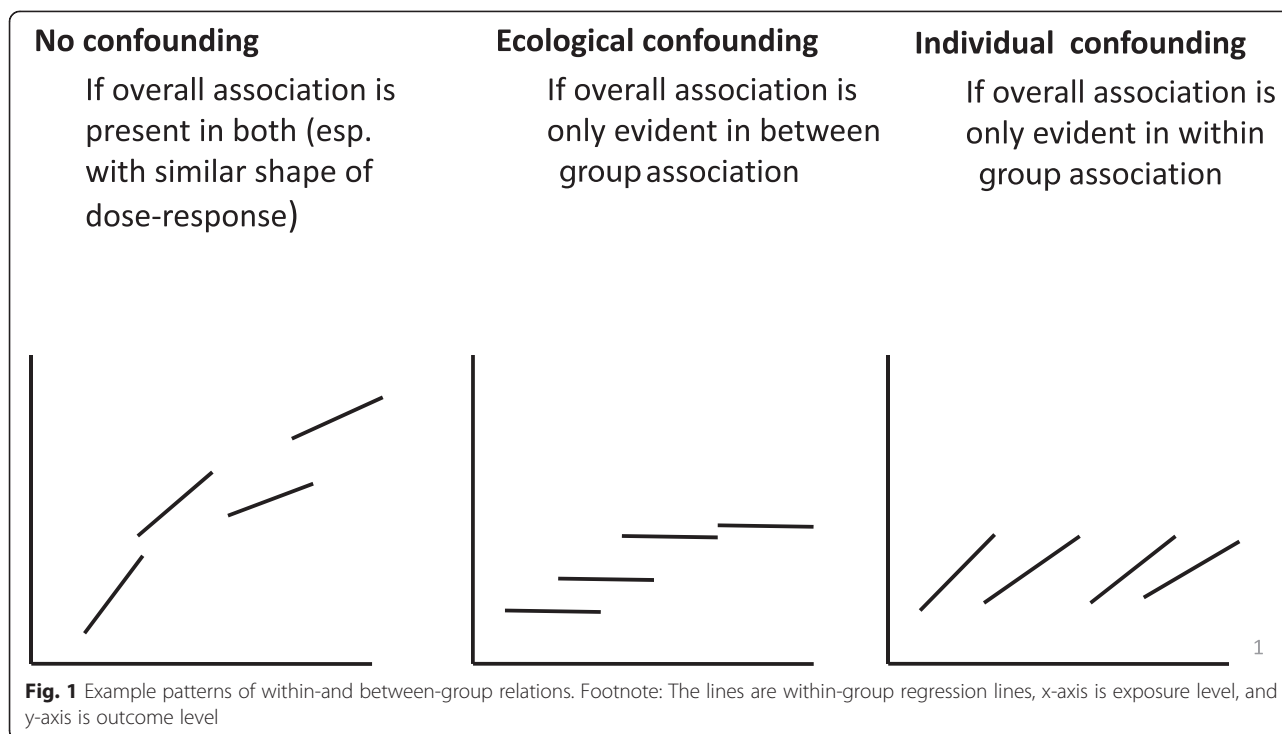 No confounding
If overall association is
present in both (esp.
with similar shape of
dose-response)
Ecological confounding
If overall association is
only evident in between
group association
Individual confounding
If overall association is
only evident in within
group association
1
Fig. 1 Example patterns of within-and between-group relations. Footnote: The lines are within-group regression lines, x-axis is exposure level, and
y-axis is outcome level